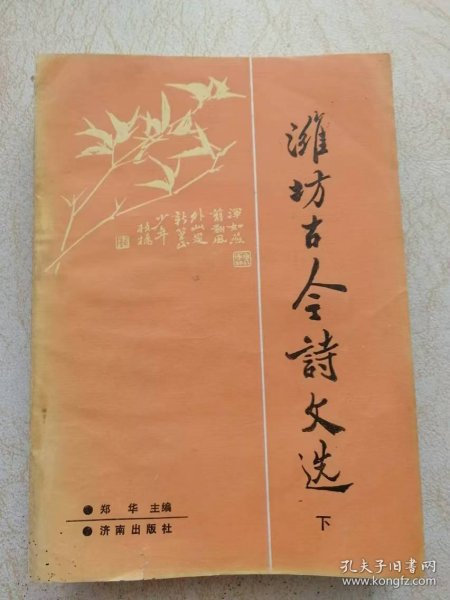 潍坊古今詩文选
下
郑华 主编
济南出版社
孔夫子旧书网
www.kongfz.com